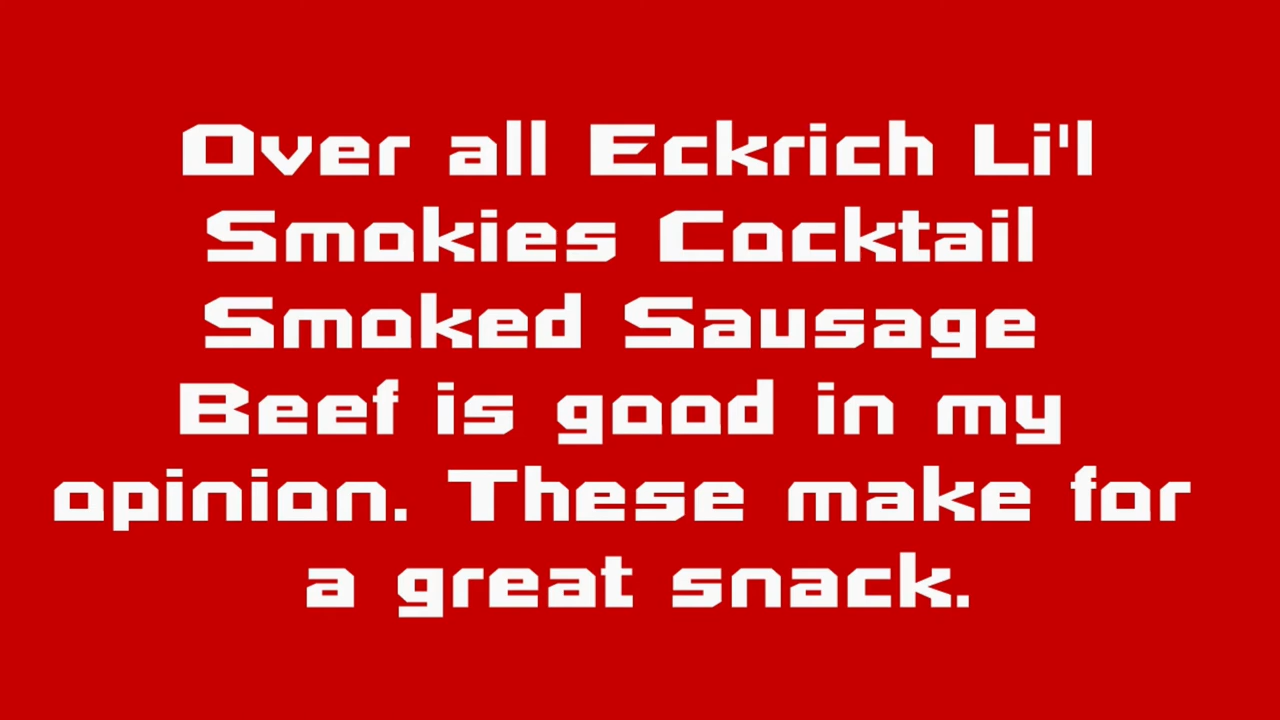 Over all Eckrich Li'l
Smokies Cocktail
Smoked Sausage
Beef is good in my
opinion. These make for
a great snack.